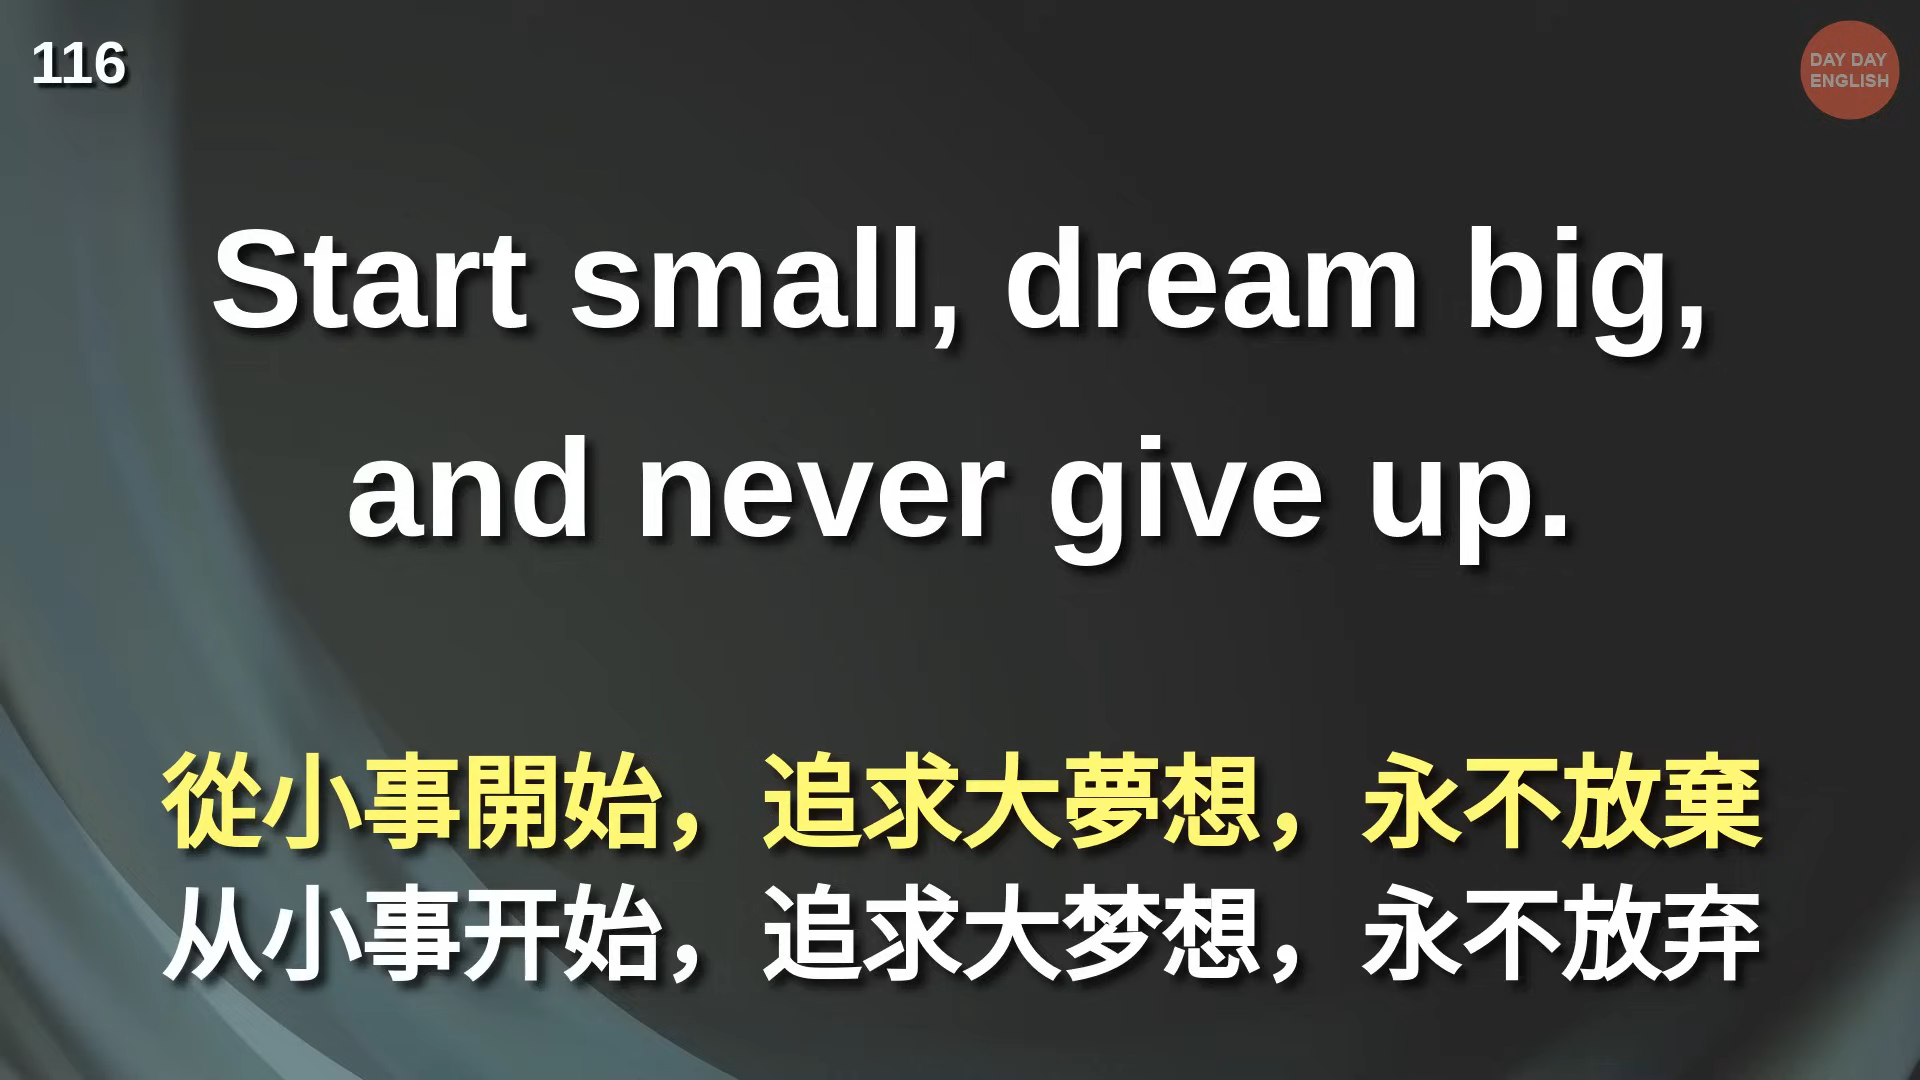 116
DAY DAY
ENGLISH
Start small, dream big,
and never give up.
從小事開始，追求大夢想，永不放棄
从小事开始，追求大梦想，永不放弃